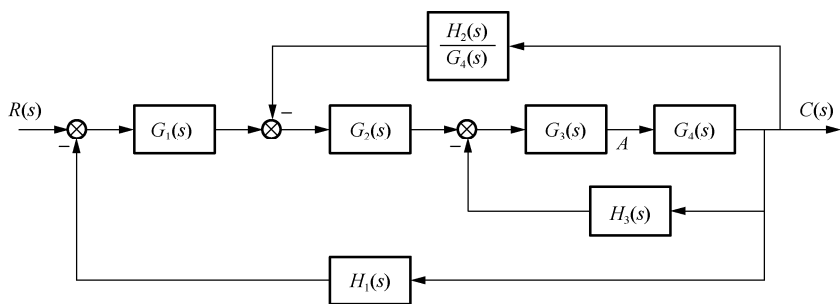 H₂(s)
G₄(s)
R(s)
C(s)
−
G₁(s)
G₂(s)
G₃(s)
A
G₄(s)
−
−
H₃(s)
H₁(s)